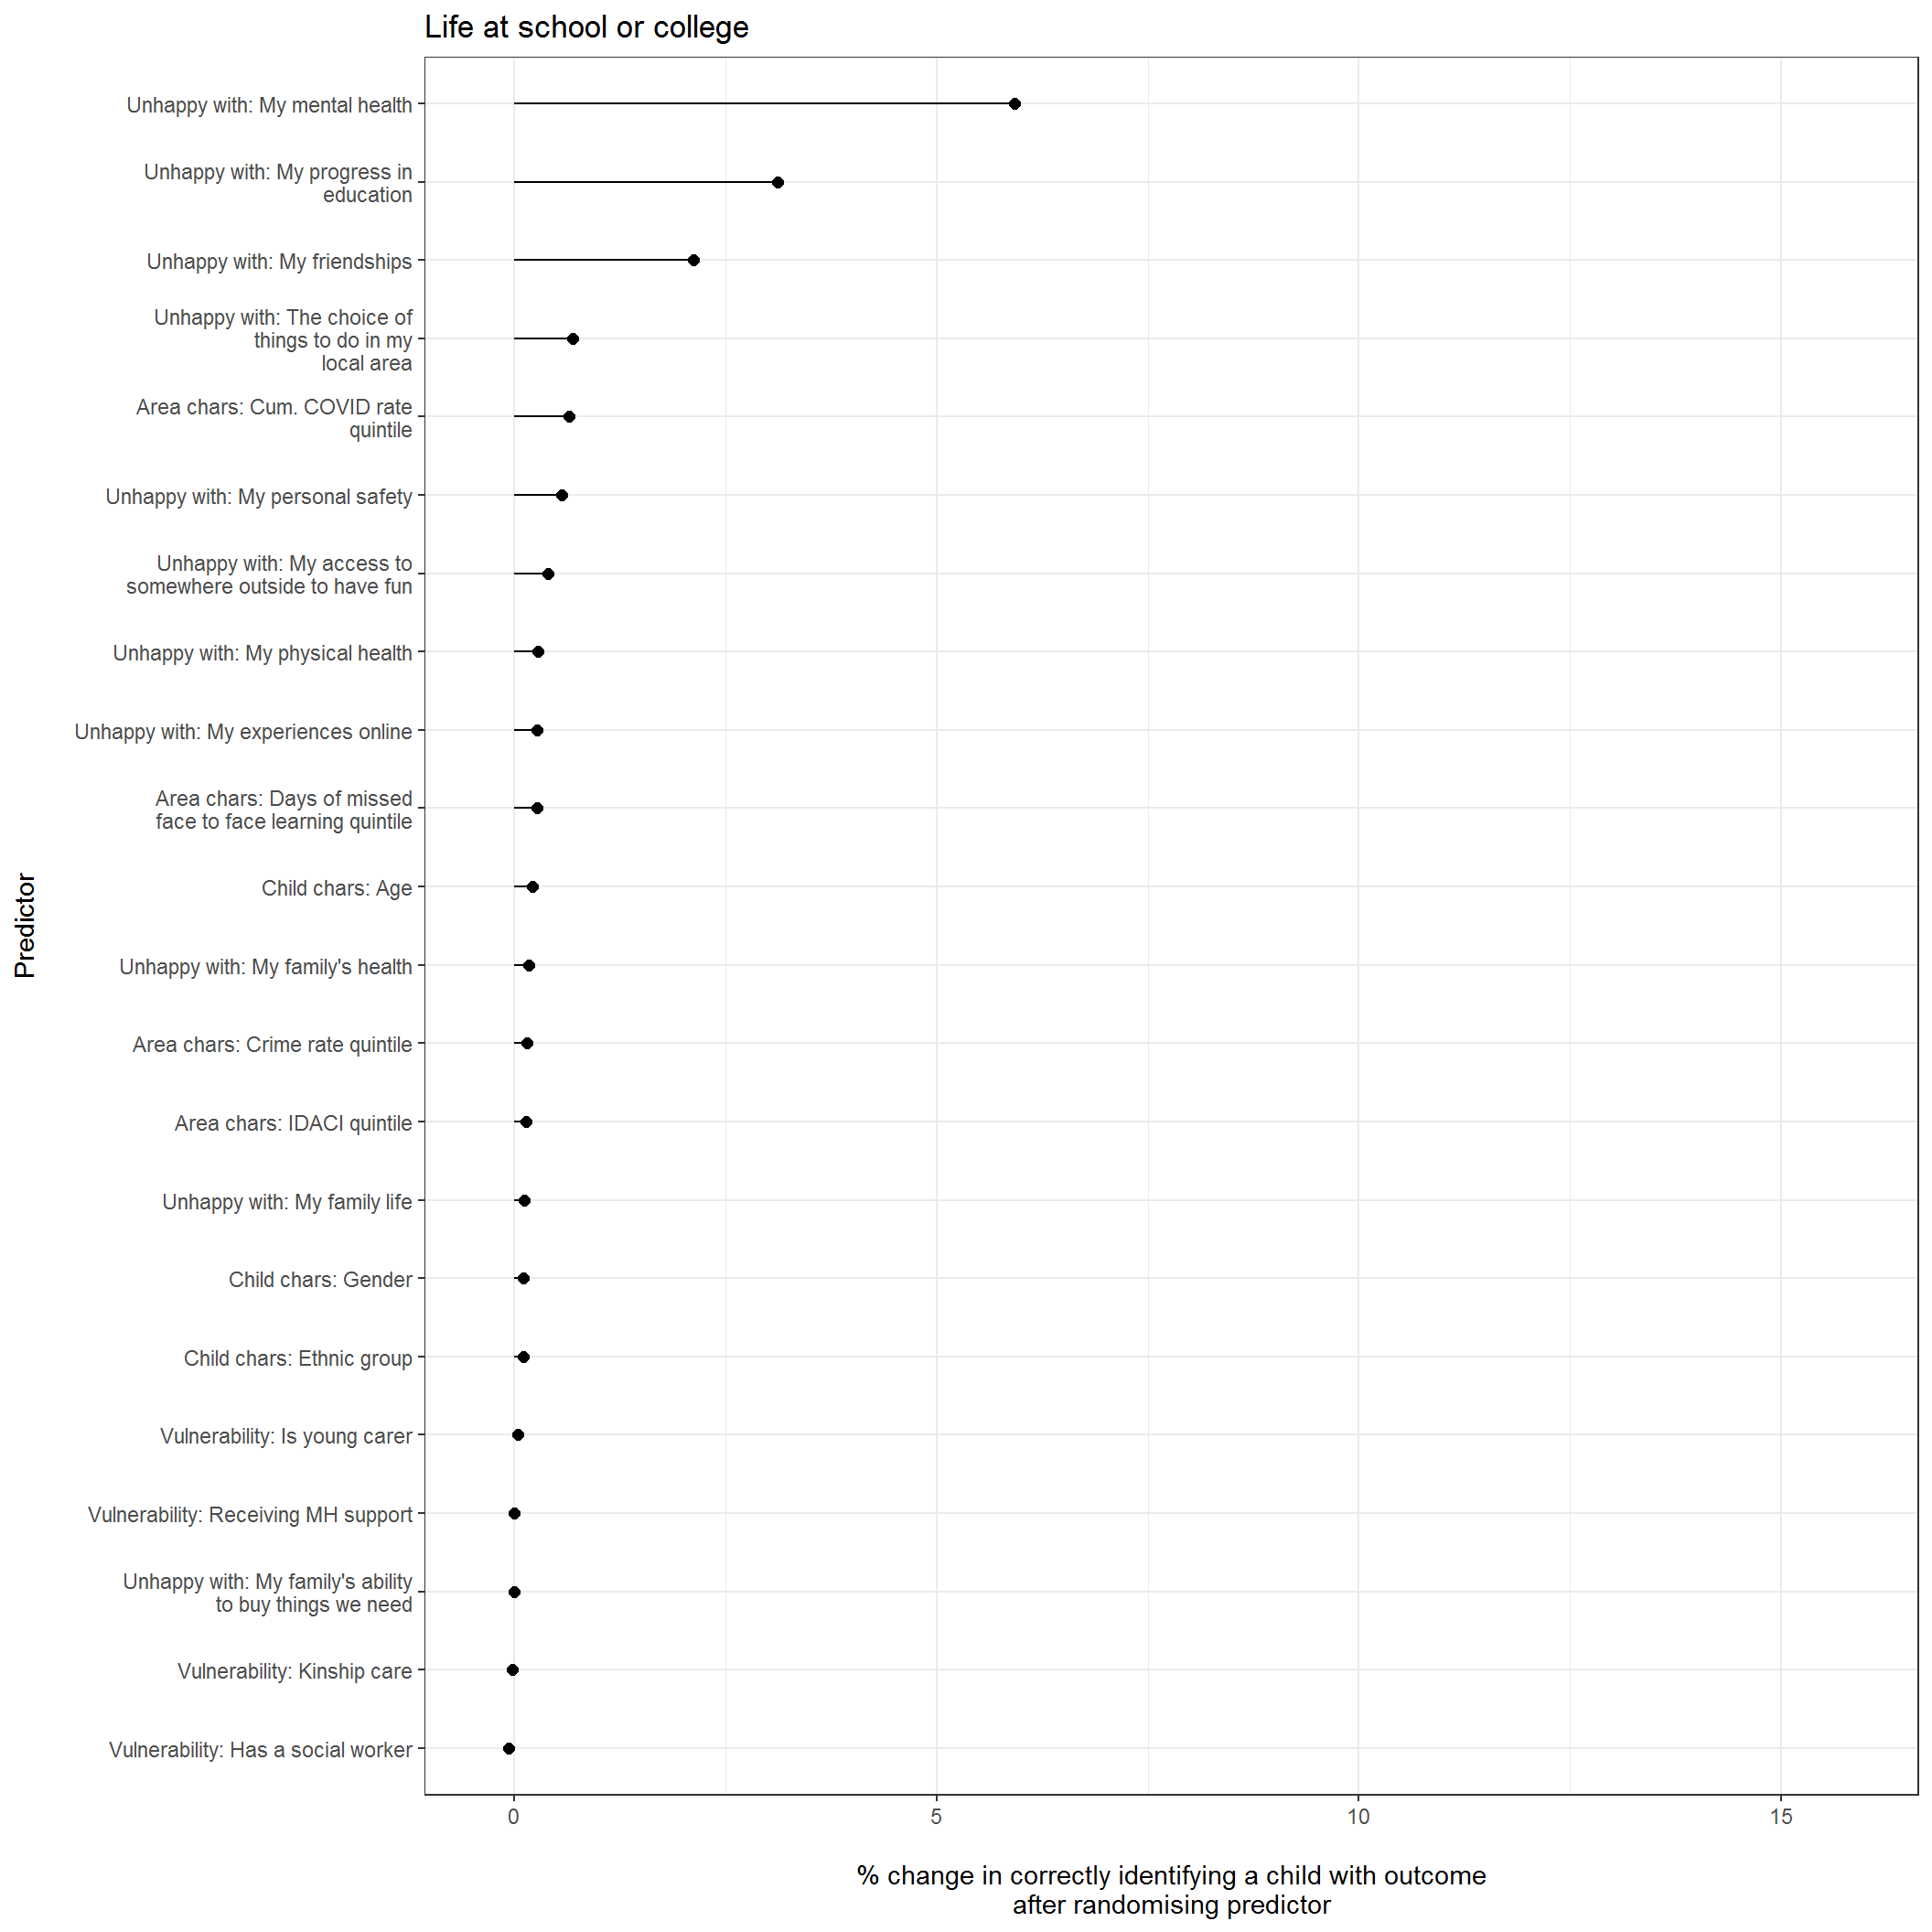 Life at school or college
Unhappy with: My mental health
Unhappy with: My progress in
education
Unhappy with: My friendships
Unhappy with: The choice of
things to do in my
local area
Area chars: Cum. COVID rate
quintile
Unhappy with: My personal safety
Unhappy with: My access to
somewhere outside to have fun
Unhappy with: My physical health
Unhappy with: My experiences online
Area chars: Days of missed
face to face learning quintile
Child chars: Age
Unhappy with: My family's health
Area chars: Crime rate quintile
Area chars: IDACI quintile
Unhappy with: My family life
Child chars: Gender
Child chars: Ethnic group
Vulnerability: Is young carer
Vulnerability: Receiving MH support
Unhappy with: My family's ability
to buy things we need
Vulnerability: Kinship care
Vulnerability: Has a social worker
Predictor
0 5 10 15
% change in correctly identifying a child with outcome
after randomising predictor